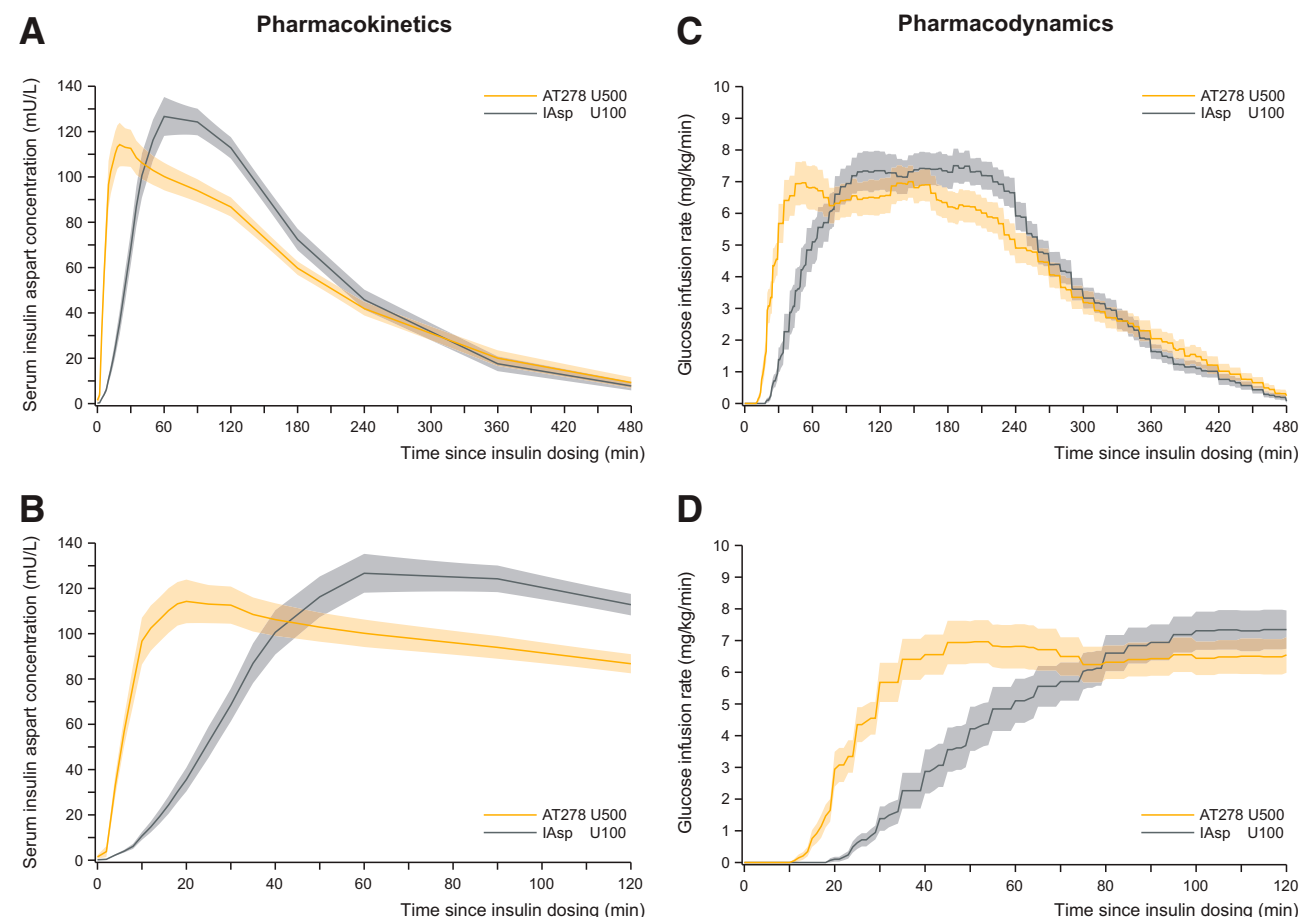 Pharmacokinetics
A
Serum insulin aspart concentration (mU/L)
140
120
100
80
60
40
20
0
AT278 U500
IAsp U100
0 60 120 180 240 300 360 420 480
Time since insulin dosing (min)
B
Serum insulin aspart concentration (mU/L)
140
120
100
80
60
40
20
0
AT278 U500
IAsp U100
0 20 40 60 80 100 120
Time since insulin dosing (min)
Pharmacodynamics
C
Glucose infusion rate (mg/kg/min)
10
9
8
7
6
5
4
3
2
1
0
AT278 U500
IAsp U100
0 60 120 180 240 300 360 420 480
Time since insulin dosing (min)
D
Glucose infusion rate (mg/kg/min)
10
9
8
7
6
5
4
3
2
1
0
AT278 U500
IAsp U100
0 20 40 60 80 100 120
Time since insulin dosing (min)